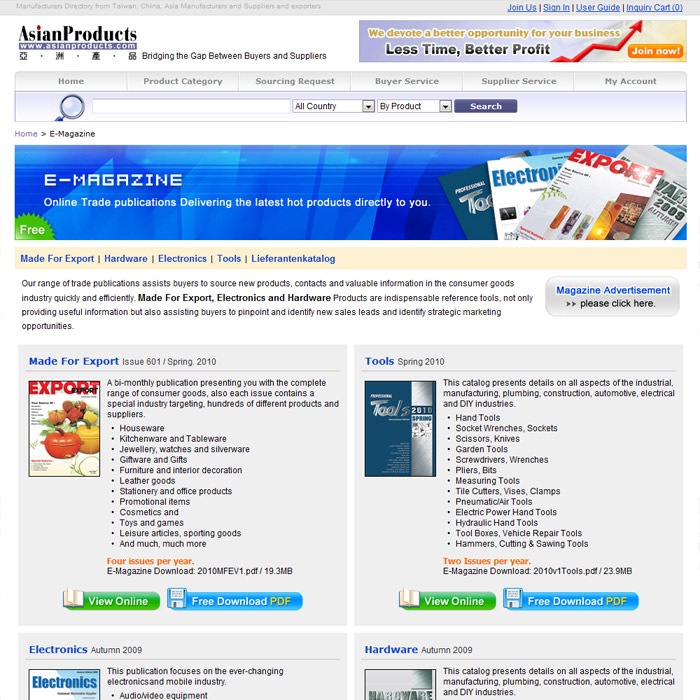 Manufacturers Directory from Taiwan, China, Asia Manufacturers and Suppliers and exporters
Join Us | Sign In | User Guide | Inquiry Cart (0)
AsianProducts
www.asianproducts.com
亞 · 洲 · 產 · 品 Bridging the Gap Between Buyers and Suppliers
We devote a better opportunity for your business
Less Time, Better Profit
Join now!
Home Product Category Sourcing Request Buyer Service Supplier Service My Account
All Country By Product Search
Home > E-Magazine
E-MAGAZINE
Online Trade publications Delivering the latest hot products directly to you.
Free
PROFESSIONAL
Electroni
EXPORT
Made For Export | Hardware | Electronics | Tools | Lieferantenkatalog
Our range of trade publications assists buyers to source new products, contacts and valuable information in the consumer goods
industry quickly and efficiently. Made For Export, Electronics and Hardware Products are indispensable reference tools, not only
providing useful information but also assisting buyers to pinpoint and identify new sales leads and identify strategic marketing
opportunities.
Magazine Advertisement
>> please click here.
Made For Export Issue 601 / Spring. 2010
EXPORT
A bi-monthly publication presenting you with the complete
range of consumer goods, also each issue contains a
special industry targeting, hundreds of different products and
suppliers.
• Houseware
• Kitchenware and Tableware
• Jewellery, watches and silverware
• Giftware and Gifts
• Furniture and interior decoration
• Leather goods
• Stationery and office products
• Promotional items
• Cosmetics and
• Toys and games
• Leisure articles, sporting goods
• And much, much more
Four issues per year.
E-Magazine Download: 2010MFEV1.pdf / 19.3MB
View Online
Free Download PDF
Tools Spring 2010
Tools 2010
SPRING
This catalog presents details on all aspects of the industrial,
manufacturing, plumbing, construction, automotive, electrical
and DIY industries.
• Hand Tools
• Socket Wrenches, Sockets
• Scissors, Knives
• Garden Tools
• Screwdrivers, Wrenches
• Pliers, Bits
• Measuring Tools
• Tile Cutters, Vises, Clamps
• Pneumatic/Air Tools
• Electric Power Hand Tools
• Hydraulic Hand Tools
• Tool Boxes, Vehicle Repair Tools
• Hammers, Cutting & Sawing Tools
Two Issues per year.
E-Magazine Download: 2010v1Tools.pdf / 23.9MB
View Online
Free Download PDF
Electronics Autumn 2009
Electronics
This publication focuses on the ever-changing
electronicsand mobile industry.
• Audio/video equipment
Hardware Autumn 2009
HARDWARE
This catalog presents details on all aspects of the industrial,
manufacturing, plumbing, construction, automotive, electrical
and DIY industries.